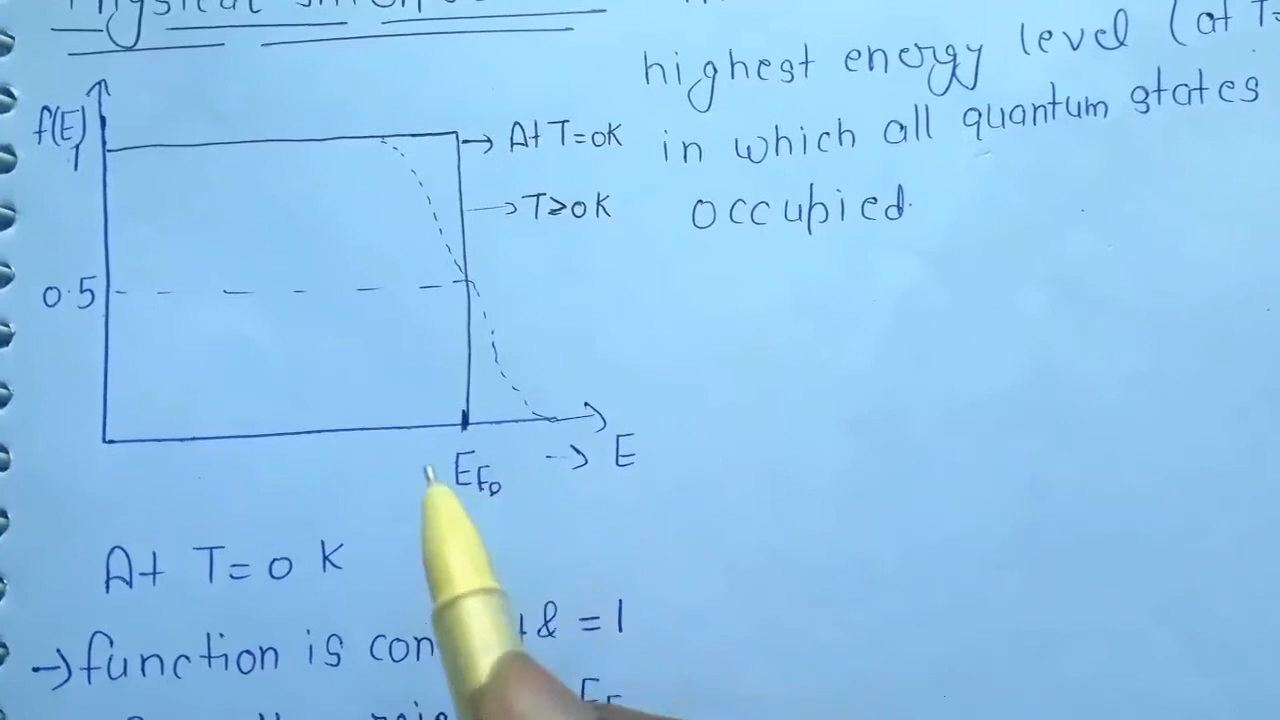 highest energy level (at T=
in which all quantum states
occupied.
f(E)
1
At T=0K
T>0K
0.5
E
EF0
At T=0 K
→function is con & = 1